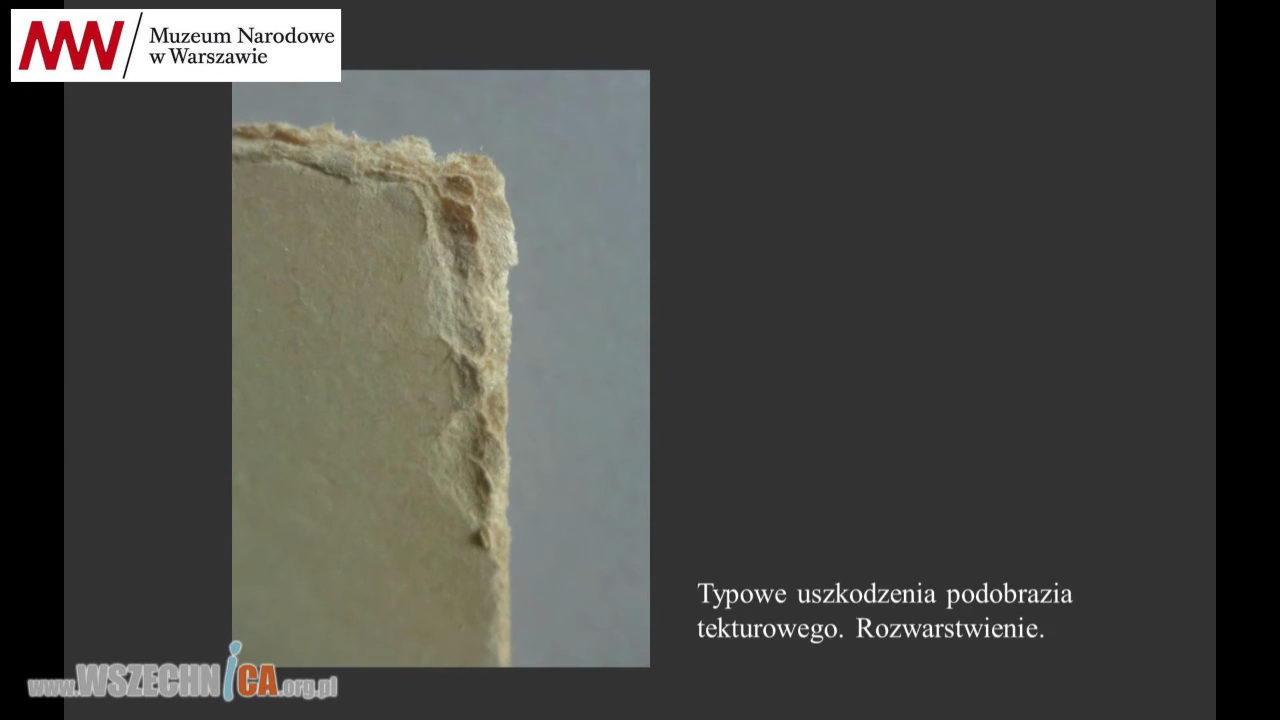 Muzeum Narodowe
w Warszawie
Typowe uszkodzenia podobrazia
tekturowego. Rozwarstwienie.
www.WSZECHNiCA.org.pl